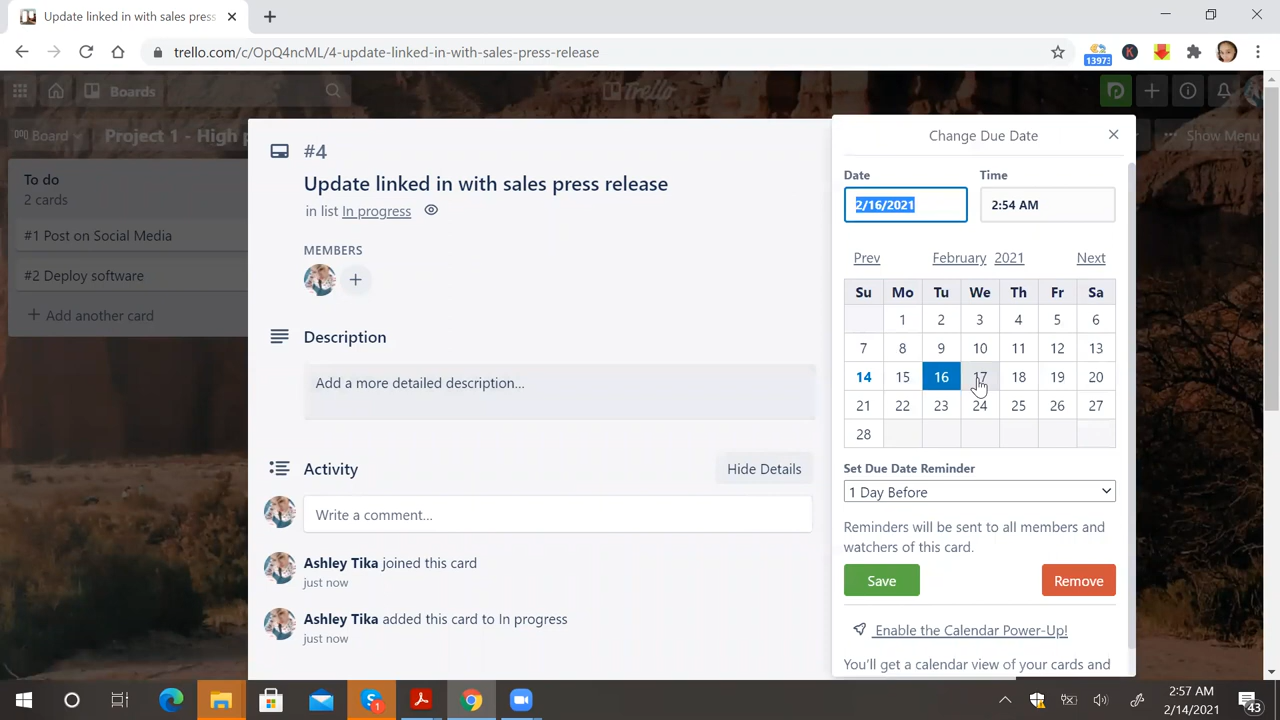 Update linked in with sales press
trello.com/c/OpQ4ncML/4-update-linked-in-with-sales-press-release
13973
K
Boards
Trello
Board
Project 1 - High p
Show Menu
To do
2 cards
#1 Post on Social Media
#2 Deploy software
Add another card
#4
Update linked in with sales press release
in list In progress
MEMBERS
Description
Add a more detailed description...
Activity
Hide Details
Write a comment...
Ashley Tika joined this card
just now
Ashley Tika added this card to In progress
just now
Change Due Date
Date
Time
2/16/2021
2:54 AM
Prev
February 2021
Next
Su Mo Tu We Th Fr Sa
1 2 3 4 5 6
7 8 9 10 11 12 13
14 15 16 17 18 19 20
21 22 23 24 25 26 27
28
Set Due Date Reminder
1 Day Before
Reminders will be sent to all members and
watchers of this card.
Save
Remove
Enable the Calendar Power-Up!
You'll get a calendar view of your cards and
1
2:57 AM
2/14/2021
43